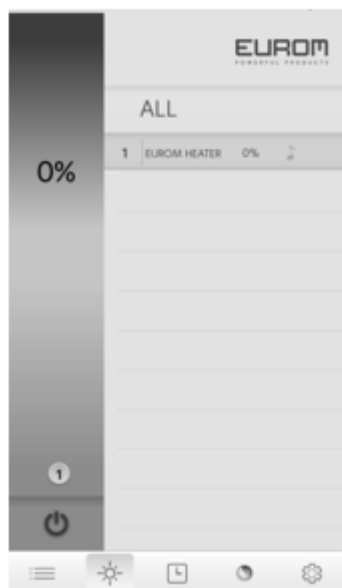 EUROM
POWERFUL PRODUCTS
ALL
0%
1 EUROM HEATER 0%
1